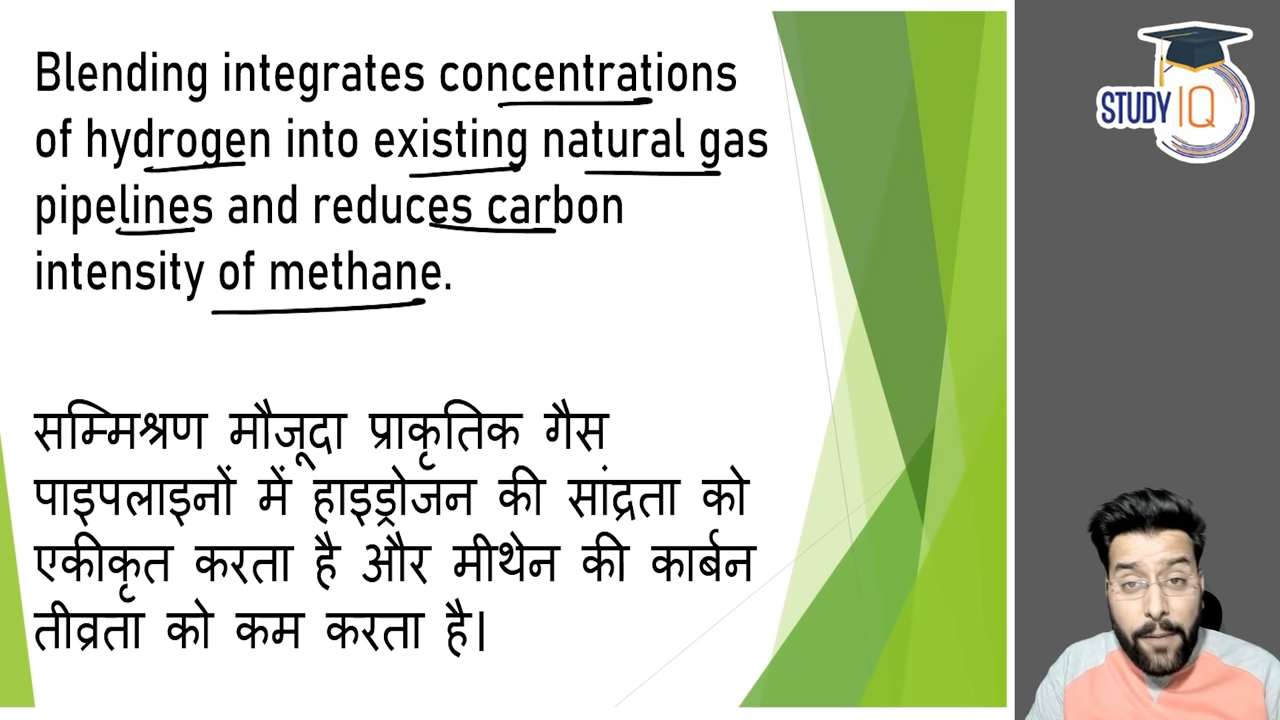 Blending integrates concentrations
of hydrogen into existing natural gas
pipelines and reduces carbon
intensity of methane.
सम्मिश्रण मौजूदा प्राकृतिक गैस
पाइपलाइनों में हाइड्रोजन की सांद्रता को
एकीकृत करता है और मीथेन की कार्बन
तीव्रता को कम करता है।
STUDY IQ